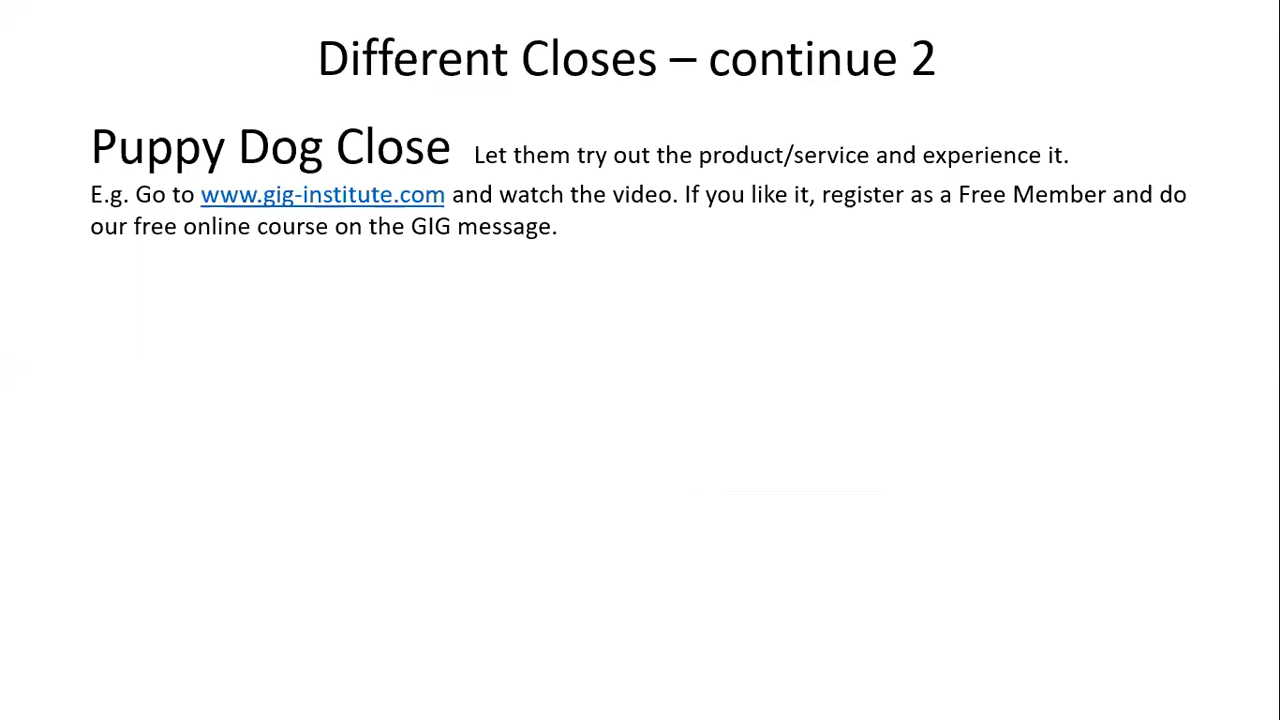 Different Closes – continue 2
Puppy Dog Close Let them try out the product/service and experience it.
E.g. Go to www.gig-institute.com and watch the video. If you like it, register as a Free Member and do
our free online course on the GIG message.